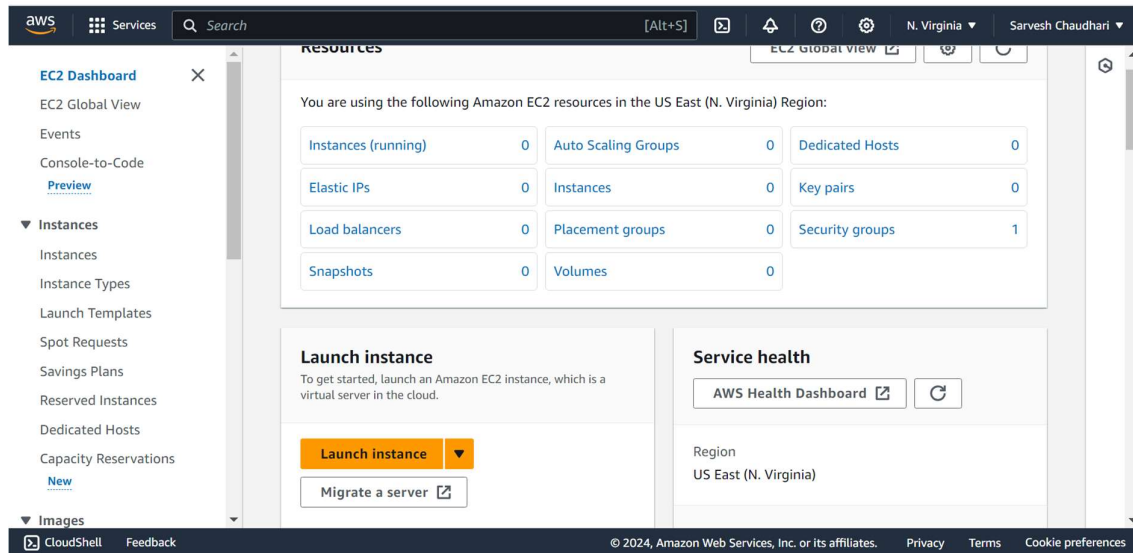 aws Services Search [Alt+S] N. Virginia Sarvesh Chaudhari
EC2 Dashboard
EC2 Global View
Events
Console-to-Code
Preview
Instances
Instances
Instance Types
Launch Templates
Spot Requests
Savings Plans
Reserved Instances
Dedicated Hosts
Capacity Reservations
New
Images
Resources
EC2 Global view
You are using the following Amazon EC2 resources in the US East (N. Virginia) Region:
Instances (running) 0 Auto Scaling Groups 0 Dedicated Hosts 0
Elastic IPs 0 Instances 0 Key pairs 0
Load balancers 0 Placement groups 0 Security groups 1
Snapshots 0 Volumes 0
Launch instance
To get started, launch an Amazon EC2 instance, which is a
virtual server in the cloud.
Launch instance
Migrate a server
Service health
AWS Health Dashboard
Region
US East (N. Virginia)
CloudShell Feedback © 2024, Amazon Web Services, Inc. or its affiliates. Privacy Terms Cookie preferences